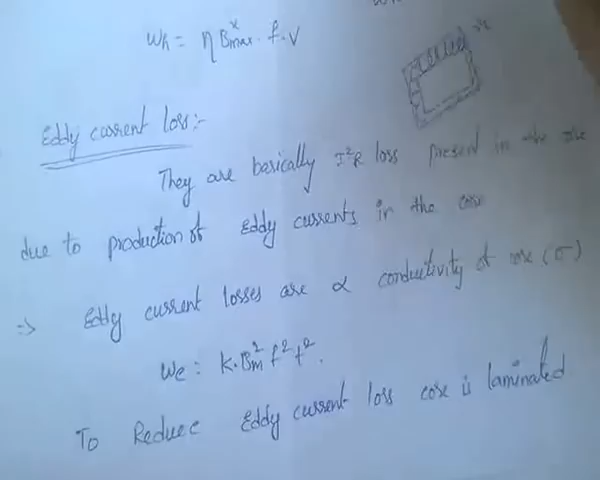 Wh = η Bmax^x . f . V
Eddy current loss :-
They are basically I²R loss present in the the
due to production of Eddy currents in the core
=> Eddy current losses are α conductivity of core (σ)
We : K.Bm² f² t².
To Reduce Eddy current loss core is laminated